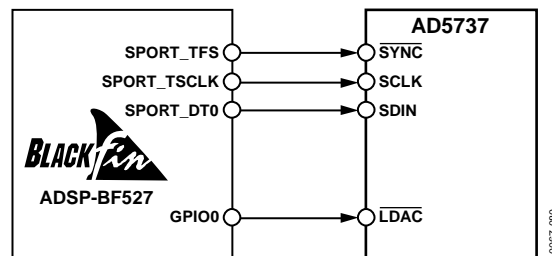 AD5737
SPORT_TFS
SYNC
SPORT_TSCLK
SCLK
SPORT_DT0
SDIN
BLACKfin
ADSP-BF527
GPIO0
LDAC